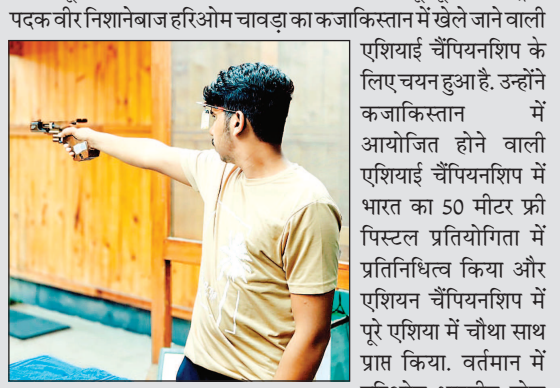 पदक वीर निशानेबाज हरिओम चावड़ा का कजाकिस्तान में खेले जाने वाली
एशियाई चैंपियनशिप के
लिए चयन हुआ है. उन्होंने
कजाकिस्तान में
आयोजित होने वाली
एशियाई चैंपियनशिप में
भारत का 50 मीटर फ्री
पिस्टल प्रतियोगिता में
प्रतिनिधित्व किया और
एशियन चैंपियनशिप में
पूरे एशिया में चौथा साथ
प्राप्त किया. वर्तमान में